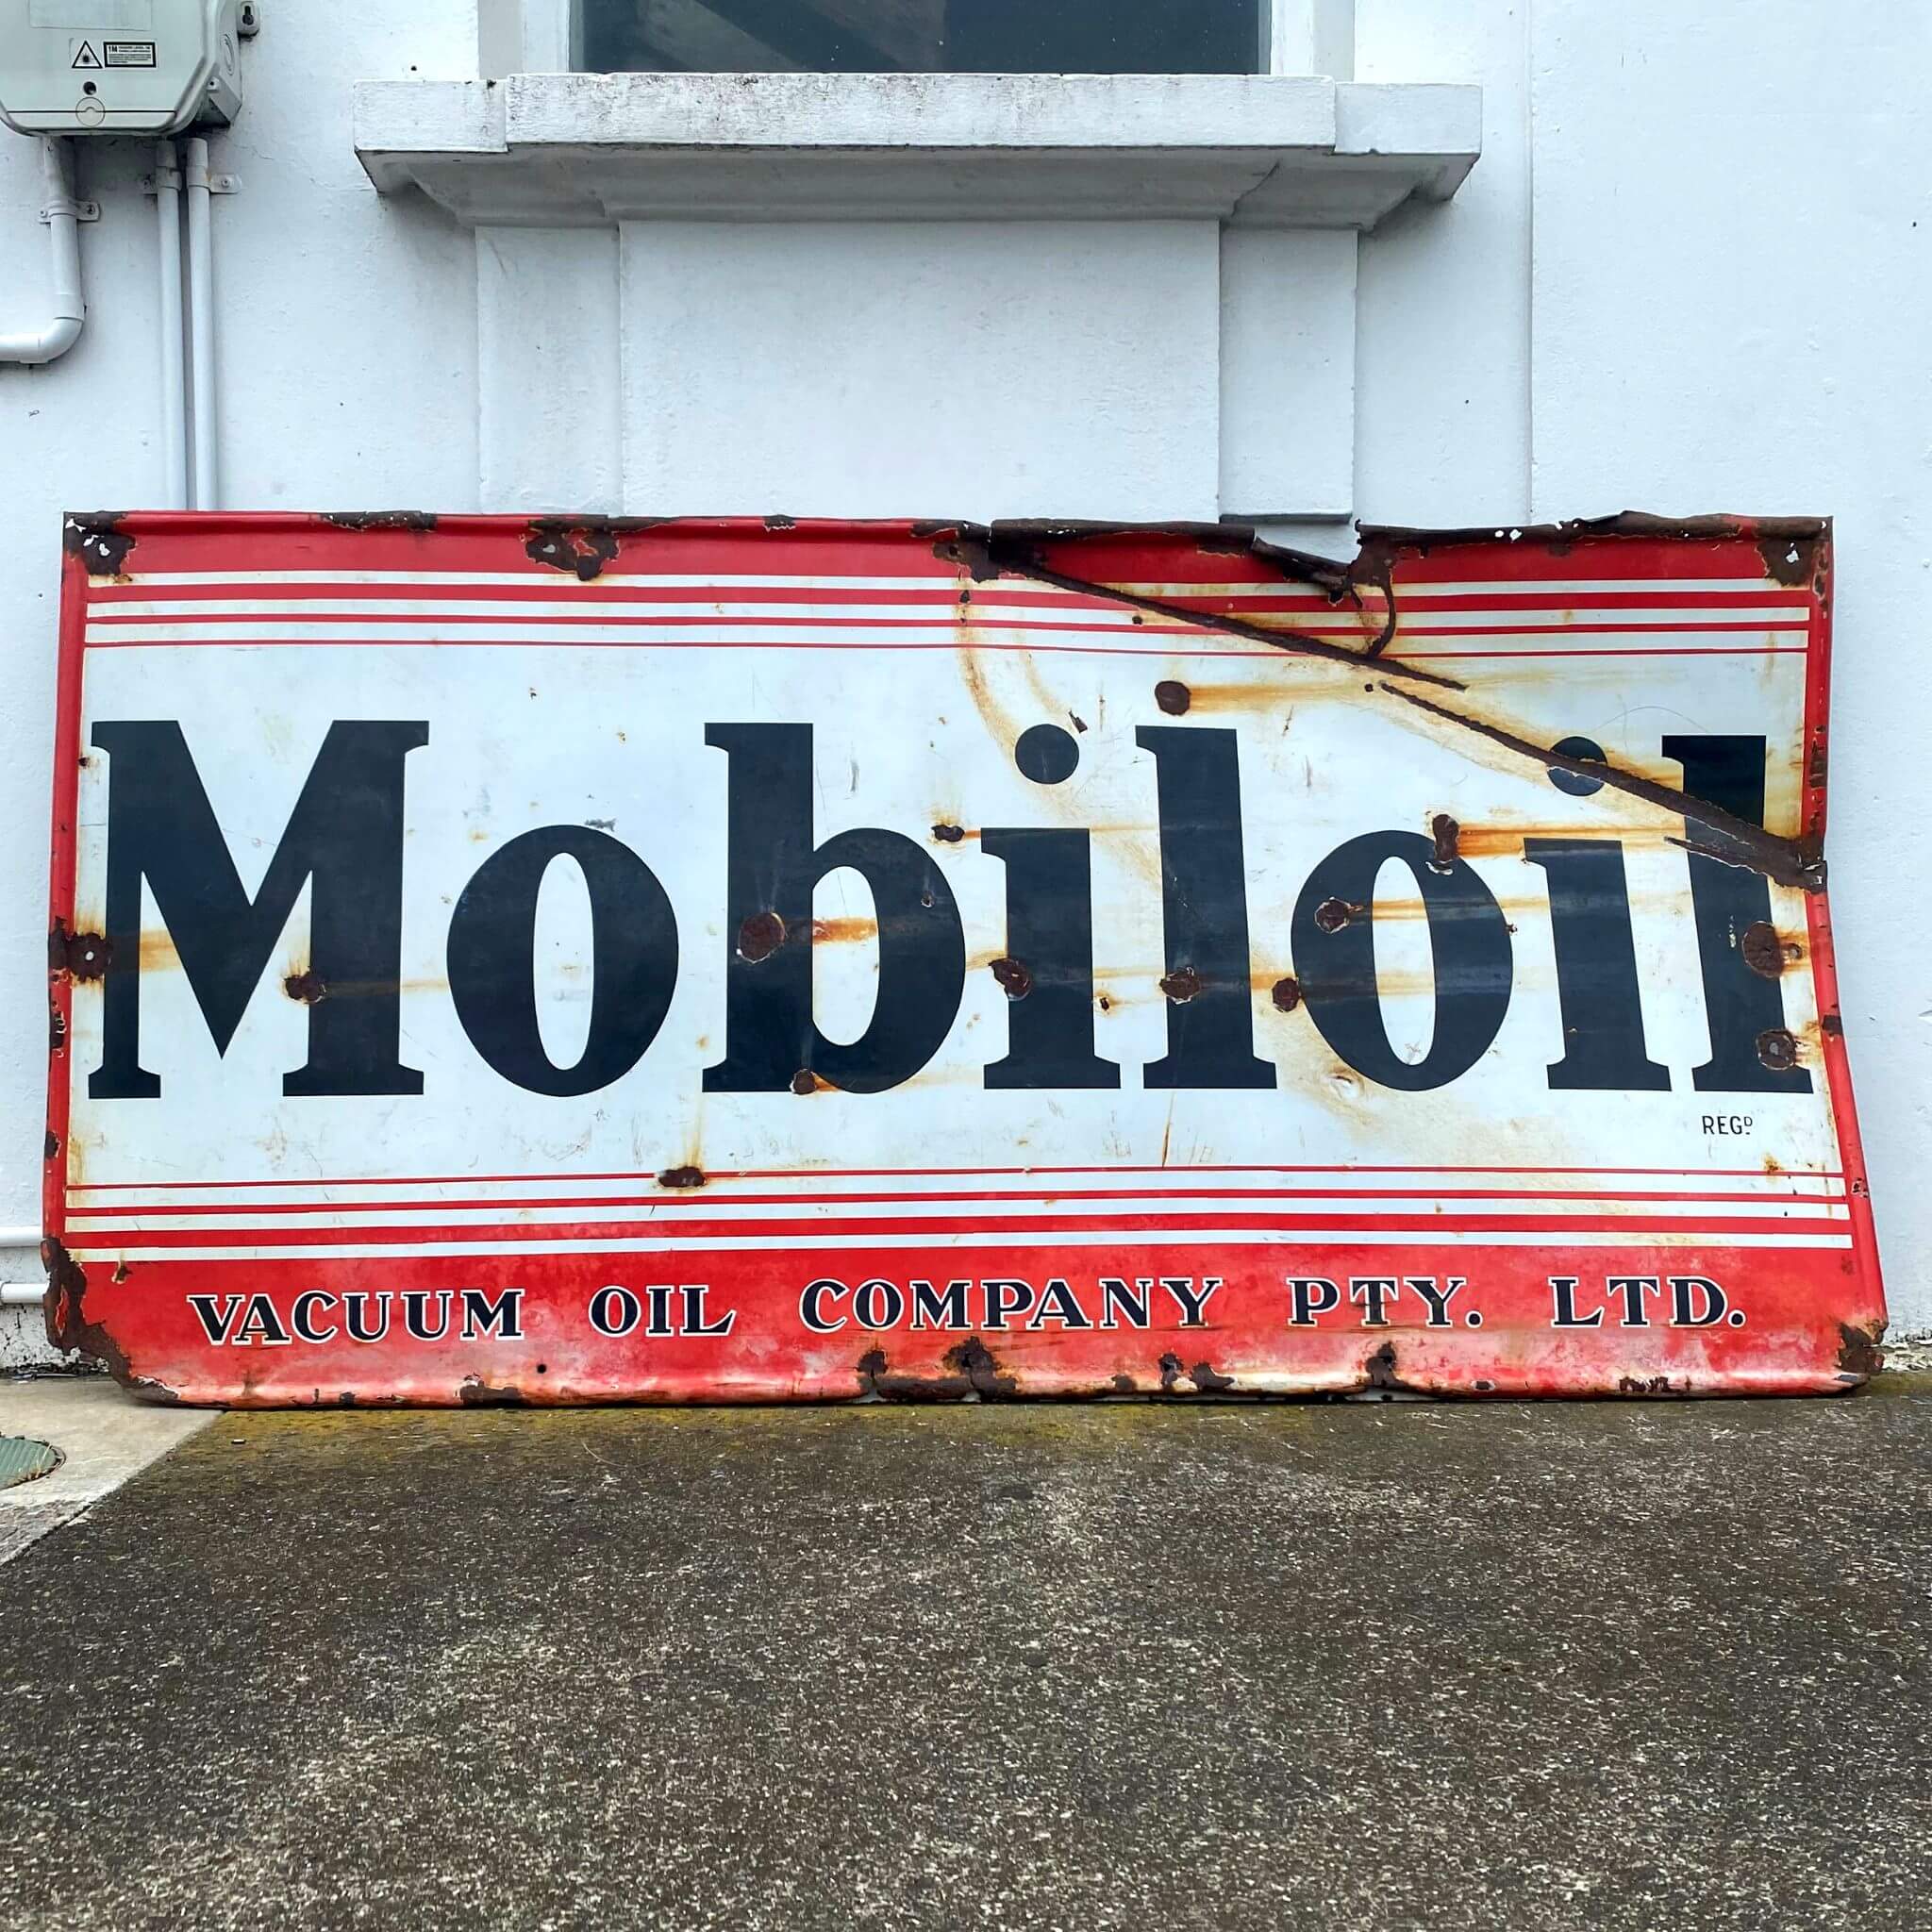 Mobiloil
REGD
VACUUM OIL COMPANY PTY. LTD.